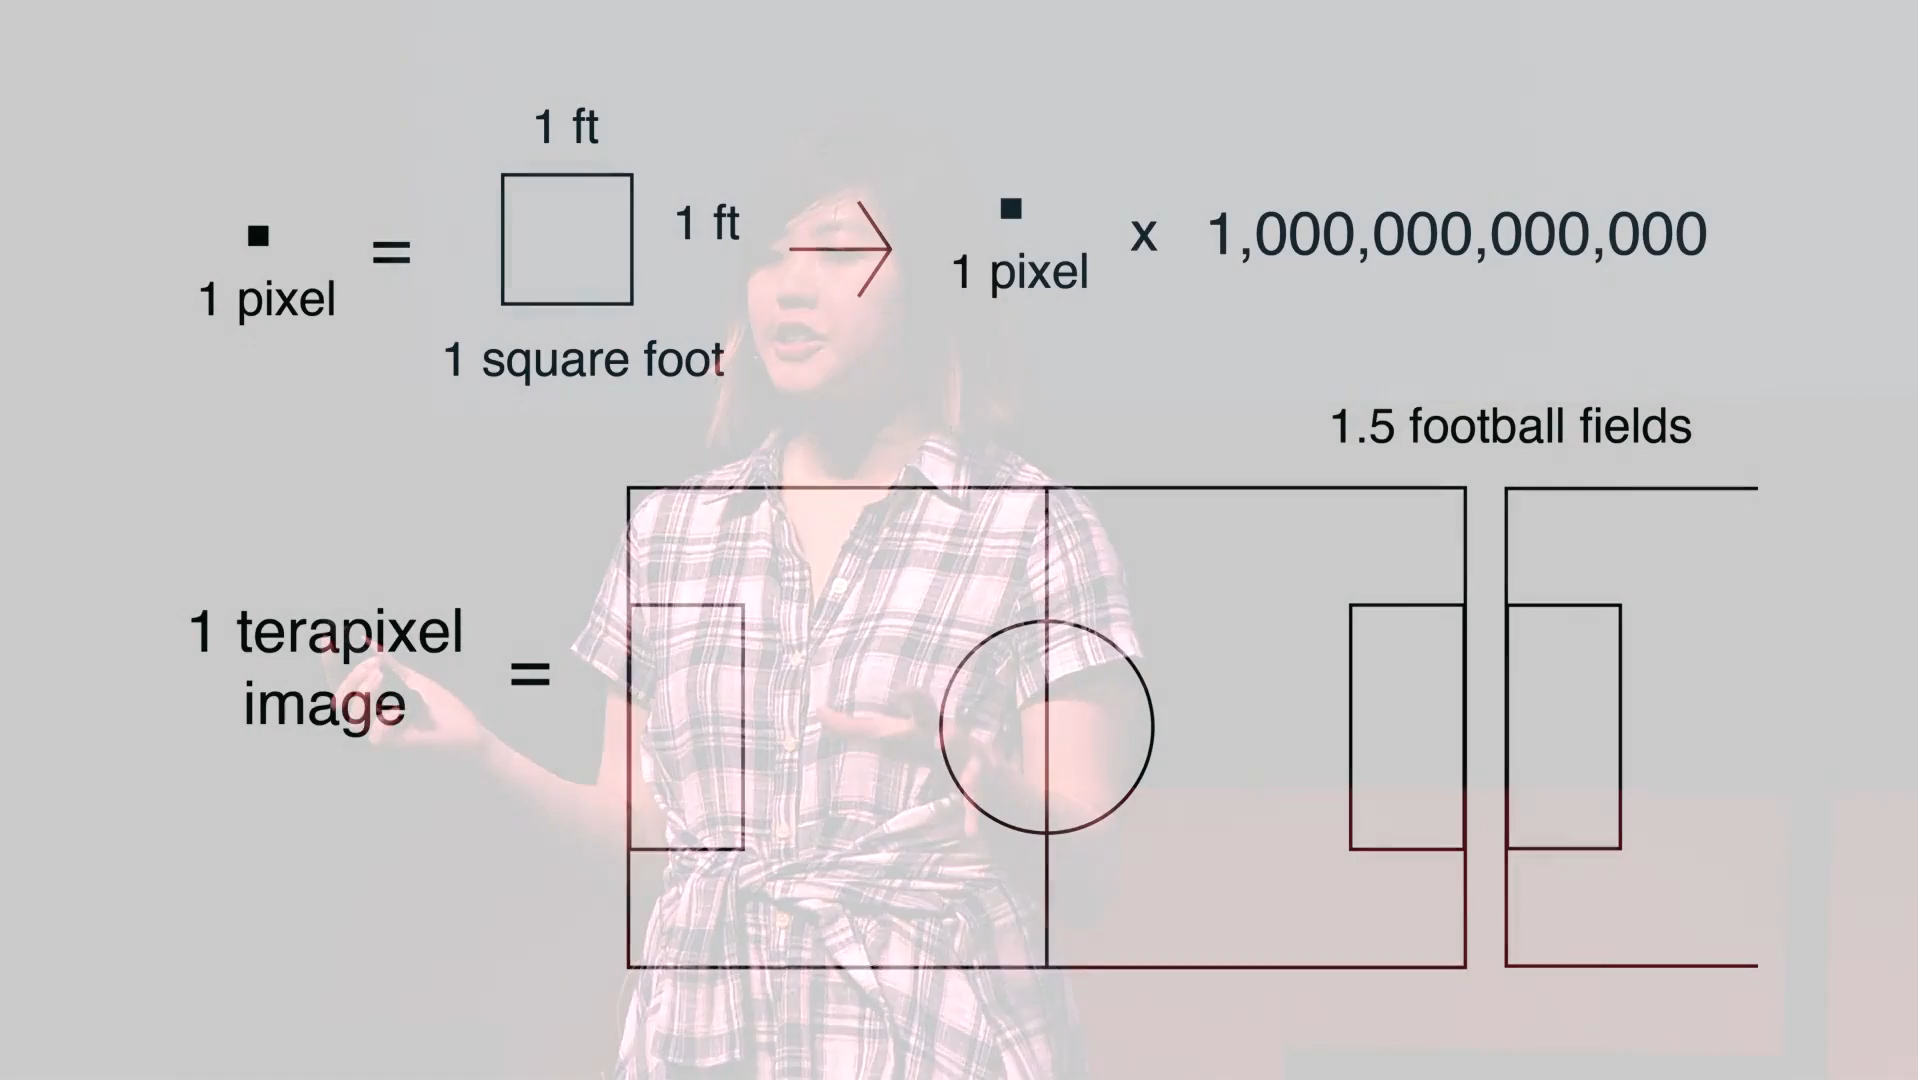 1 ft
1 ft
1 pixel
=
1 square foot
1 pixel
x 1,000,000,000,000
1.5 football fields
1 terapixel
image
=